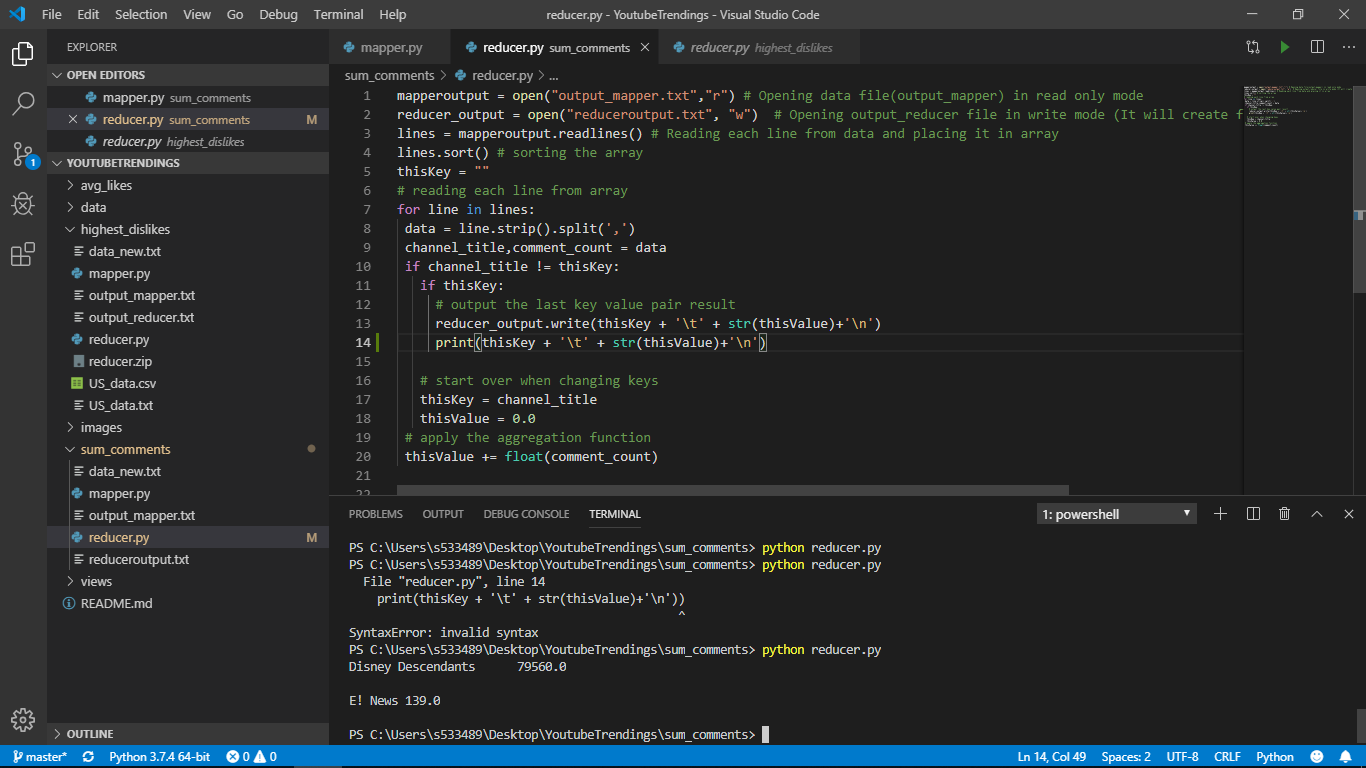 File Edit Selection View Go Debug Terminal Help
reducer.py - YoutubeTrendings - Visual Studio Code
EXPLORER
OPEN EDITORS
mapper.py sum_comments
reducer.py sum_comments M
reducer.py highest_dislikes
YOUTUBETRENDINGS
avg_likes
data
highest_dislikes
data_new.txt
mapper.py
output_mapper.txt
output_reducer.txt
reducer.py
reducer.zip
US_data.csv
US_data.txt
images
sum_comments
data_new.txt
mapper.py
output_mapper.txt
reducer.py M
reduceroutput.txt
views
README.md
OUTLINE
1
mapper.py
reducer.py sum_comments
reducer.py highest_dislikes
sum_comments > reducer.py > ...
1 mapperoutput = open("output_mapper.txt","r") # Opening data file(output_mapper) in read only mode
2 reducer_output = open("reduceroutput.txt", "w")  # Opening output_reducer file in write mode (It will create f
3 lines = mapperoutput.readlines() # Reading each line from data and placing it in array
4 lines.sort() # sorting the array
5 thisKey = ""
6 # reading each line from array
7 for line in lines:
8  data = line.strip().split(',')
9  channel_title,comment_count = data
10  if channel_title != thisKey:
11    if thisKey:
12      # output the last key value pair result
13      reducer_output.write(thisKey + '\t' + str(thisValue)+'\n')
14      print(thisKey + '\t' + str(thisValue)+'\n')
15
16    # start over when changing keys
17    thisKey = channel_title
18    thisValue = 0.0
19  # apply the aggregation function
20  thisValue += float(comment_count)
21
22
PROBLEMS OUTPUT DEBUG CONSOLE TERMINAL
1: powershell
PS C:\Users\s533489\Desktop\YoutubeTrendings\sum_comments> python reducer.py
PS C:\Users\s533489\Desktop\YoutubeTrendings\sum_comments> python reducer.py
  File "reducer.py", line 14
    print(thisKey + '\t' + str(thisValue)+'\n'))
^
SyntaxError: invalid syntax
PS C:\Users\s533489\Desktop\YoutubeTrendings\sum_comments> python reducer.py
Disney Descendants 79560.0
E! News 139.0
PS C:\Users\s533489\Desktop\YoutubeTrendings\sum_comments>
master* Python 3.7.4 64-bit 0 0 Ln 14, Col 49 Spaces: 2 UTF-8 CRLF Python